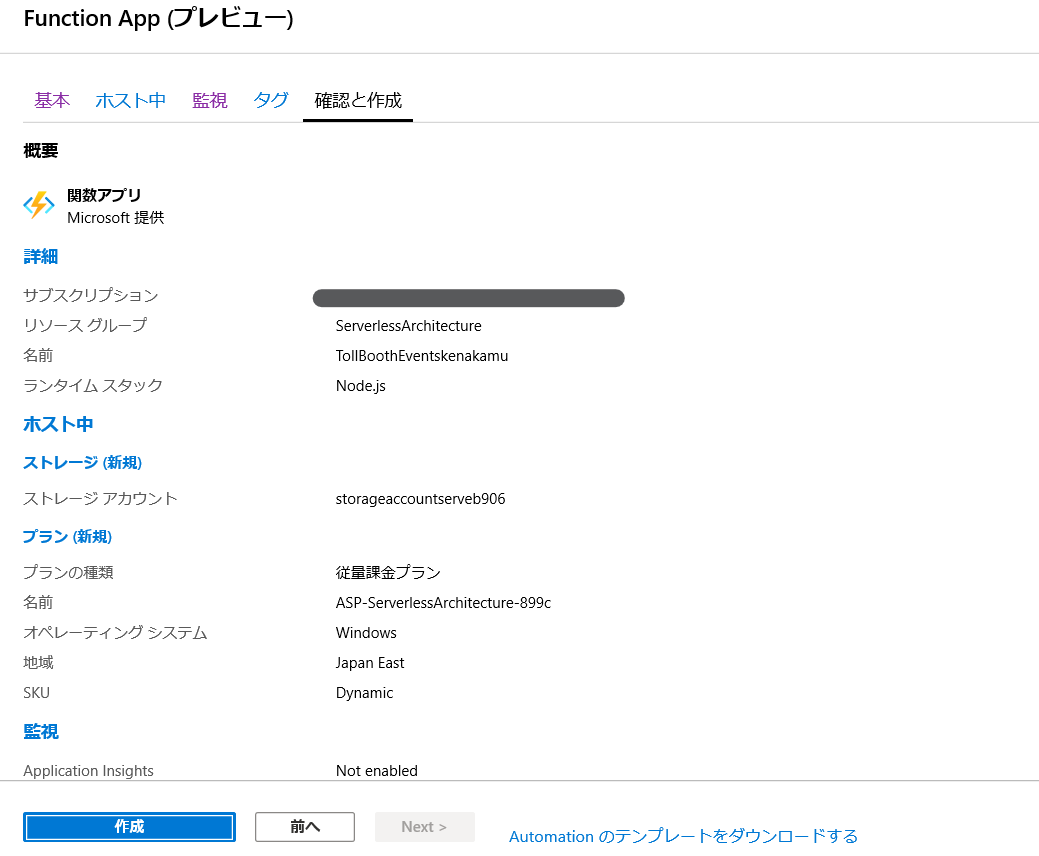 Function App (プレビュー)
基本 ホスト中 監視 タグ 確認と作成
概要
関数アプリ
Microsoft 提供
詳細
サブスクリプション
リソース グループ ServerlessArchitecture
名前 TollBoothEventskenakamu
ランタイム スタック Node.js
ホスト中
ストレージ (新規)
ストレージ アカウント storageaccountserveb906
プラン (新規)
プランの種類 従量課金プラン
名前 ASP-ServerlessArchitecture-899c
オペレーティング システム Windows
地域 Japan East
SKU Dynamic
監視
Application Insights Not enabled
作成 前へ Next > Automation のテンプレートをダウンロードする